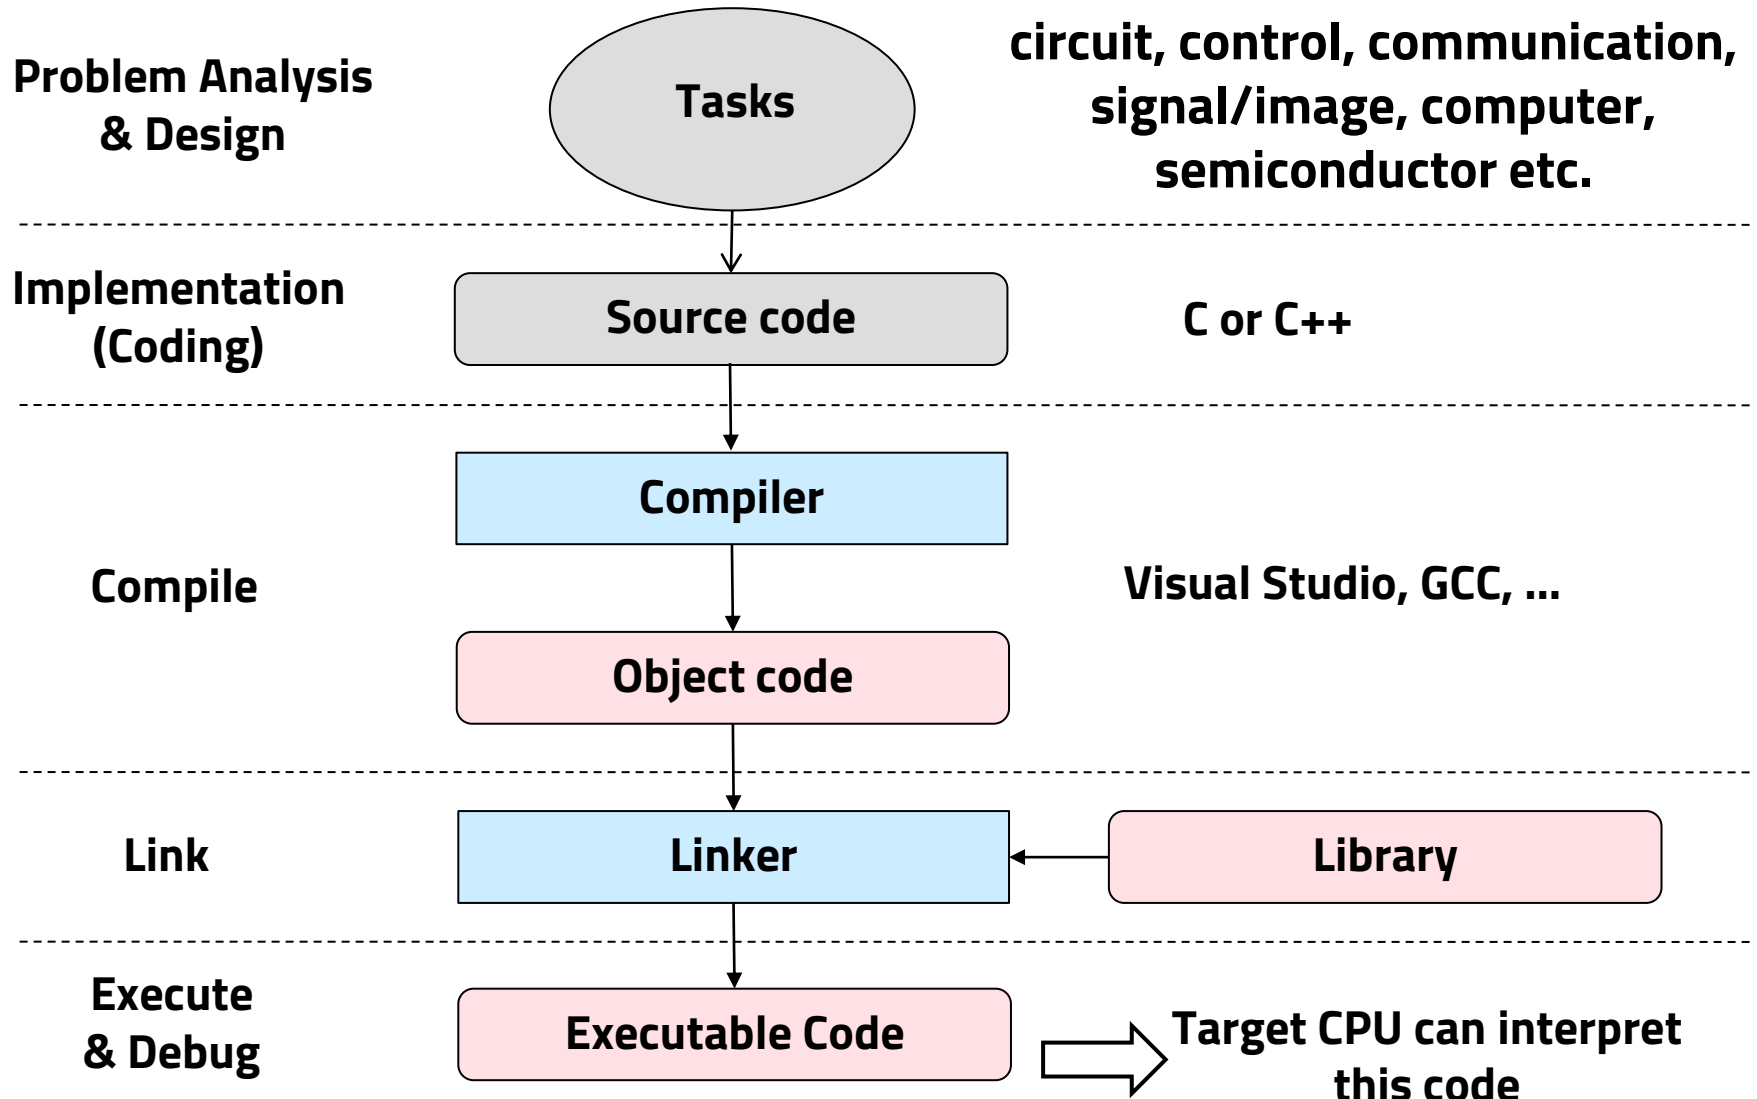 Problem Analysis
& Design
Tasks
circuit, control, communication,
signal/image, computer,
semiconductor etc.
Implementation
(Coding)
Source code
C or C++
Compiler
Compile
Visual Studio, GCC, ...
Object code
Link
Linker
Library
Execute
& Debug
Executable Code
Target CPU can interpret
this code